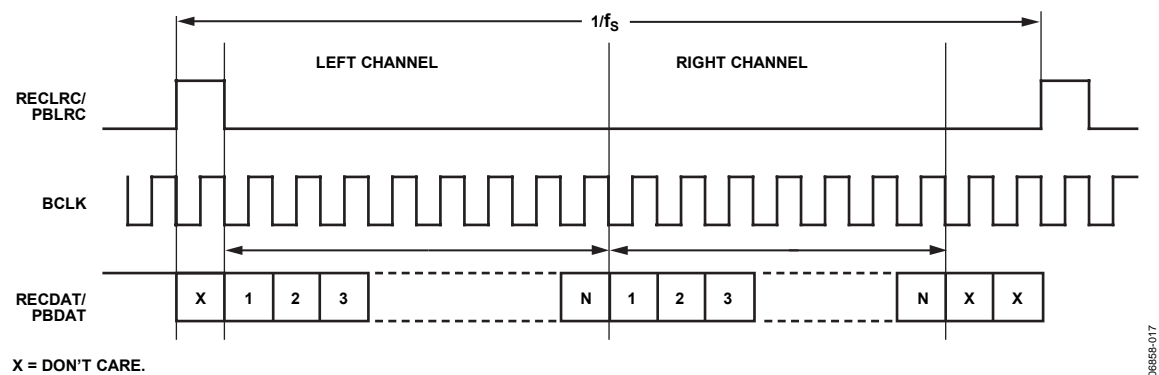 1/fS
LEFT CHANNEL
RIGHT CHANNEL
RECLRC/
PBLRC
BCLK
RECDAT/
PBDAT
X 1 2 3 N 1 2 3 N X X
X = DON'T CARE.
06858-017